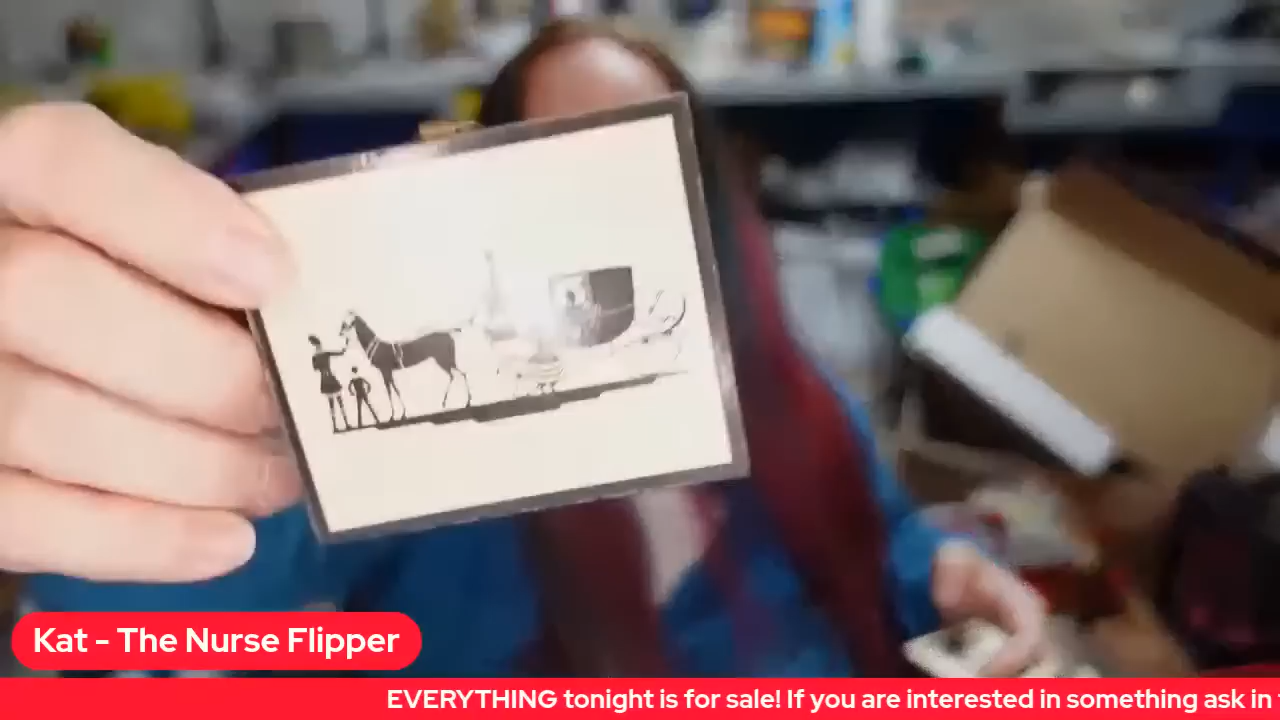 Kat - The Nurse Flipper
EVERYTHING tonight is for sale! If you are interested in something ask in